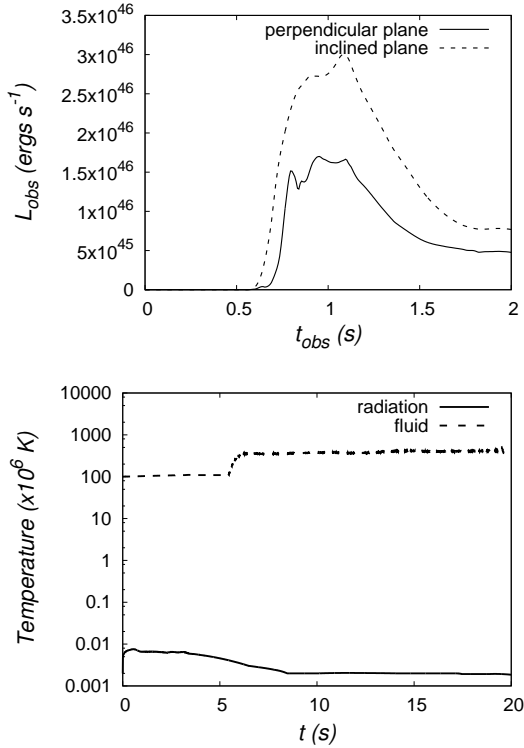 L_obs (ergs s^-1)
3.5x10^46
3x10^46
2.5x10^46
2x10^46
1.5x10^46
1x10^46
5x10^45
0
perpendicular plane
inclined plane
0 0.5 1 1.5 2
t_obs (s)
Temperature (x10^6 K)
10000
1000
100
10
1
0.1
0.01
0.001
radiation
fluid
0 5 10 15 20
t (s)